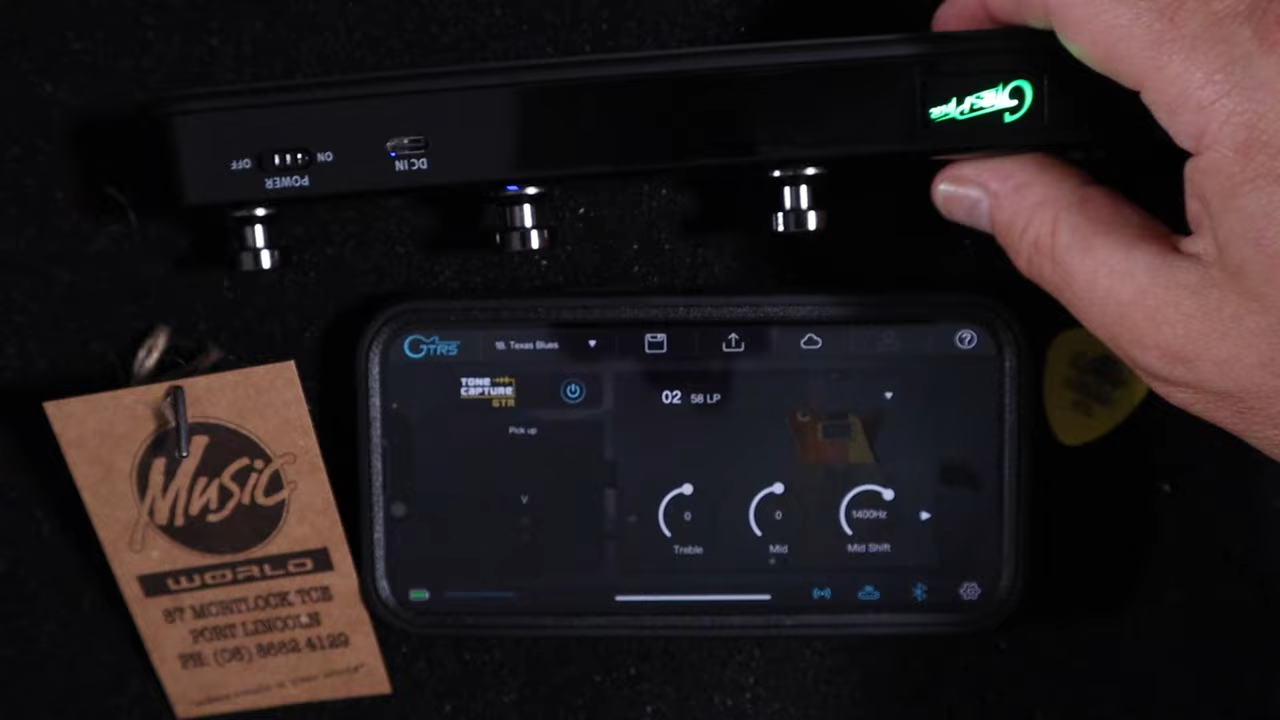 OFF
ON
POWER
DC IN
GTRS
18. Texas Blues
?
TONE
CAPTURE
GTR
02 58 LP
Pick up
V
0
0
1400Hz
Treble
Mid
Mid Shift
Music
WORLD
37 MORTLOCK TCE
PORT LINCOLN
PH: (08) 8682 4129